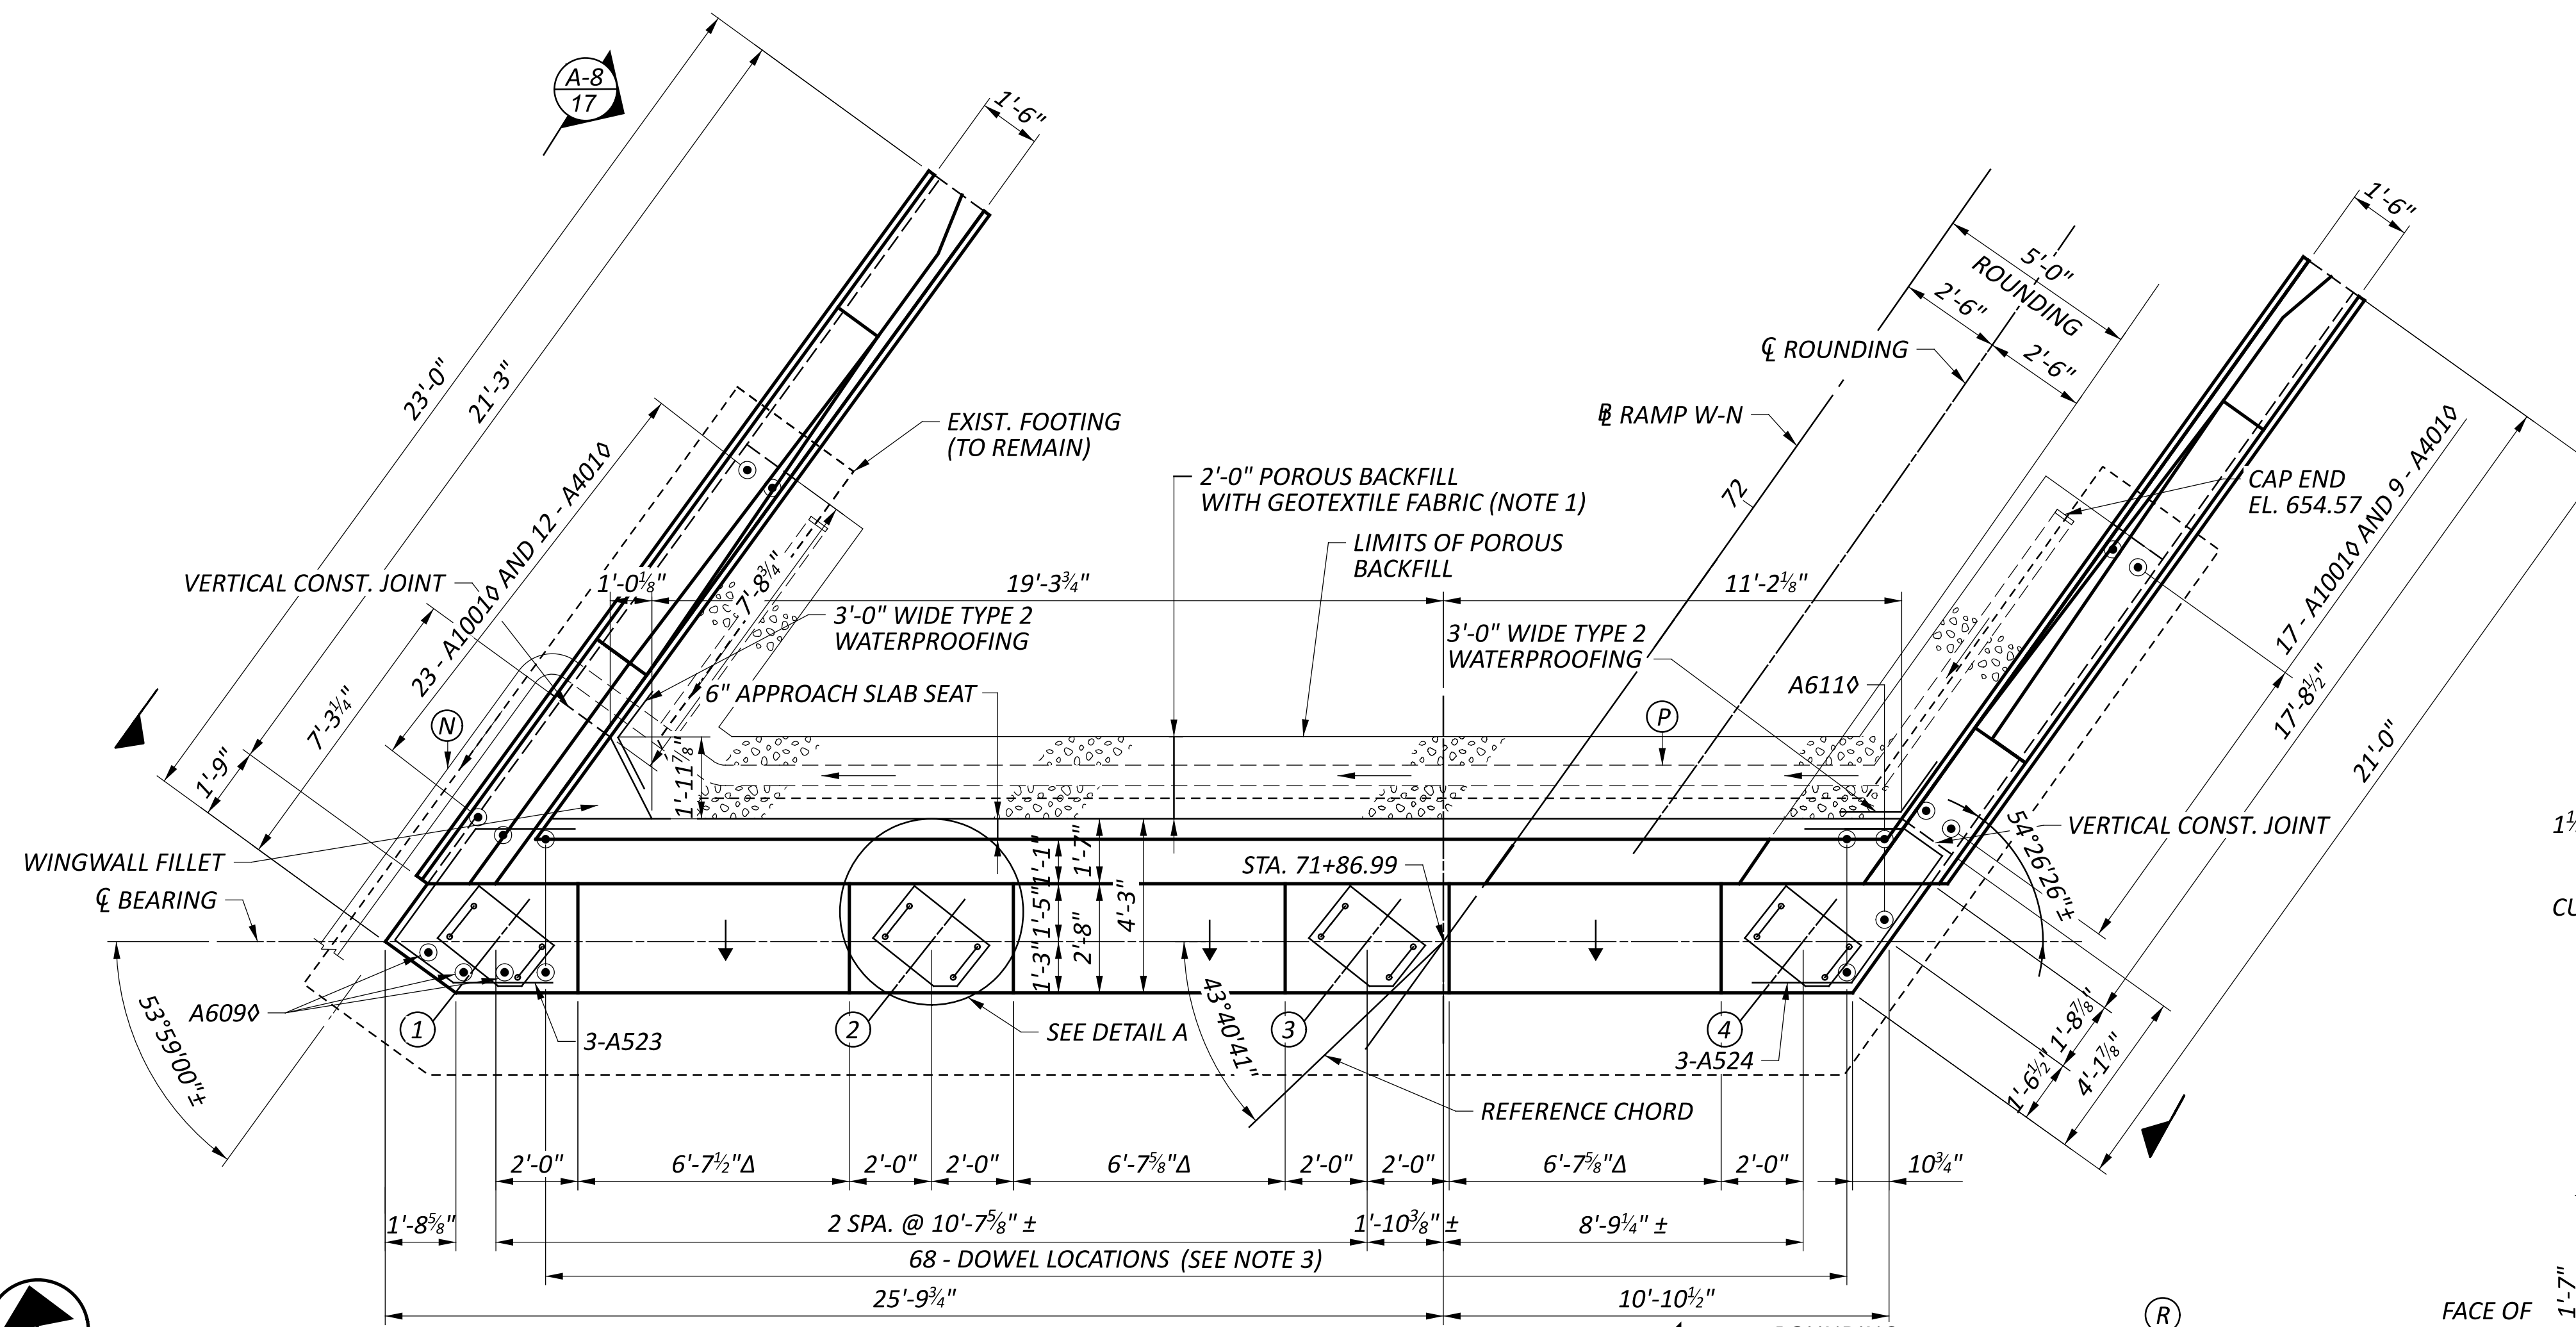 A-8
17
1'-6"
1'-6"
5'-0"
ROUNDING
2'-6"
2'-6"
℄ ROUNDING
23'-0"
21'-3"
EXIST. FOOTING
(TO REMAIN)
℄ RAMP W-N
2'-0" POROUS BACKFILL
WITH GEOTEXTILE FABRIC (NOTE 1)
72
CAP END
EL. 654.57
23 - A1001◊ AND 12 - A401◊
17 - A1001◊ AND 9 - A401◊
LIMITS OF POROUS
BACKFILL
VERTICAL CONST. JOINT
1'-0⅛"
7'-8¾"
19'-3¾"
11'-2⅛"
3'-0" WIDE TYPE 2
WATERPROOFING
3'-0" WIDE TYPE 2
WATERPROOFING
6" APPROACH SLAB SEAT
A611◊
17'-8½"
7'-3¼"
N
P
21'-0"
1'-9"
1'-11⅞"
54°26'26"±
VERTICAL CONST. JOINT
WINGWALL FILLET
1'-1"
1'-7"
STA. 71+86.99
℄ BEARING
1'-5"
2'-8"
4'-3"
1'-3"
53°59'00"±
A609◊
1
3-A523
2
SEE DETAIL A
43°40'41"
3
4
3-A524
1'-8⅞"
1'-6½"
4'-1⅞"
REFERENCE CHORD
2'-0"
6'-7½"Δ
2'-0"
2'-0"
6'-7⅝"Δ
2'-0"
2'-0"
6'-7⅝"Δ
2'-0"
10¾"
1'-8⅝"
2 SPA. @ 10'-7⅝" ±
1'-10⅜" ±
8'-9¼" ±
68 - DOWEL LOCATIONS (SEE NOTE 3)
25'-9¾"
10'-10½"
R
FACE OF
1'-7"
CU